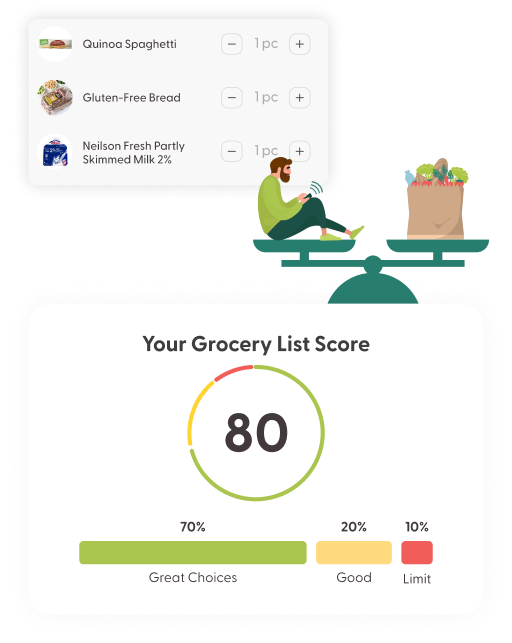 Quinoa Spaghetti
− 1 pc +
Gluten-Free Bread
− 1 pc +
Neilson Fresh Partly
Skimmed Milk 2%
− 1 pc +
Your Grocery List Score
80
70% 20% 10%
Great Choices Good Limit